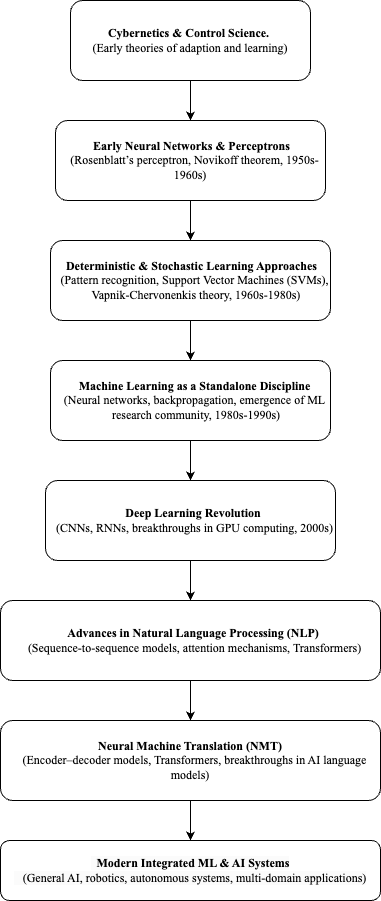 Cybernetics & Control Science.
(Early theories of adaption and learning)
Early Neural Networks & Perceptrons
(Rosenblatt's perceptron, Novikoff theorem, 1950s-
1960s)
Deterministic & Stochastic Learning Approaches
(Pattern recognition, Support Vector Machines (SVMs),
Vapnik-Chervonenkis theory, 1960s-1980s)
Machine Learning as a Standalone Discipline
(Neural networks, backpropagation, emergence of ML
research community, 1980s-1990s)
Deep Learning Revolution
(CNNs, RNNs, breakthroughs in GPU computing, 2000s)
Advances in Natural Language Processing (NLP)
(Sequence-to-sequence models, attention mechanisms, Transformers)
Neural Machine Translation (NMT)
(Encoder–decoder models, Transformers, breakthroughs in AI language
models)
Modern Integrated ML & AI Systems
(General AI, robotics, autonomous systems, multi-domain applications)